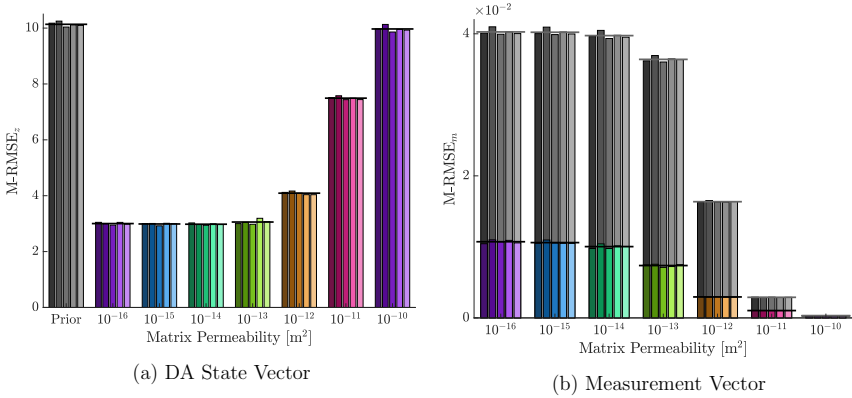 10
8
6
4
2
0
M-RMSE_z
Prior 10^{-16} 10^{-15} 10^{-14} 10^{-13} 10^{-12} 10^{-11} 10^{-10}
Matrix Permeability [m²]
(a) DA State Vector
×10^{-2}
4
2
0
M-RMSE_m
10^{-16} 10^{-15} 10^{-14} 10^{-13} 10^{-12} 10^{-11} 10^{-10}
Matrix Permeability [m²]
(b) Measurement Vector